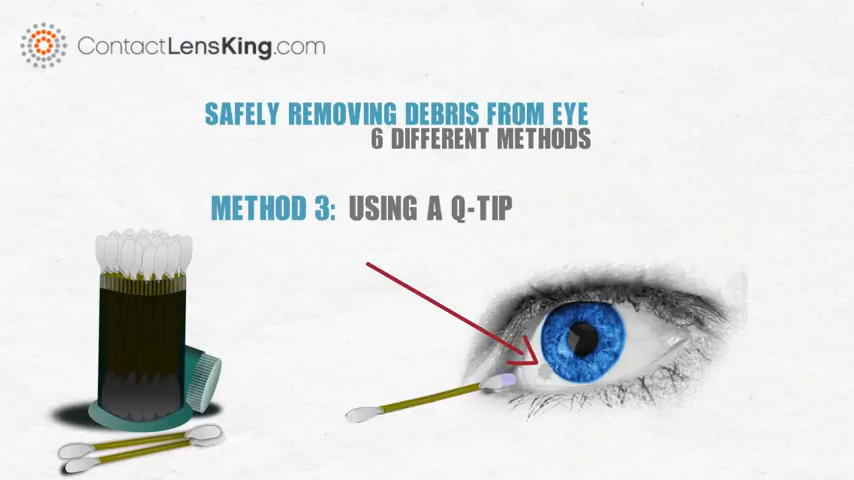 ContactLensKing.com
SAFELY REMOVING DEBRIS FROM EYE
6 DIFFERENT METHODS
METHOD 3: USING A Q-TIP